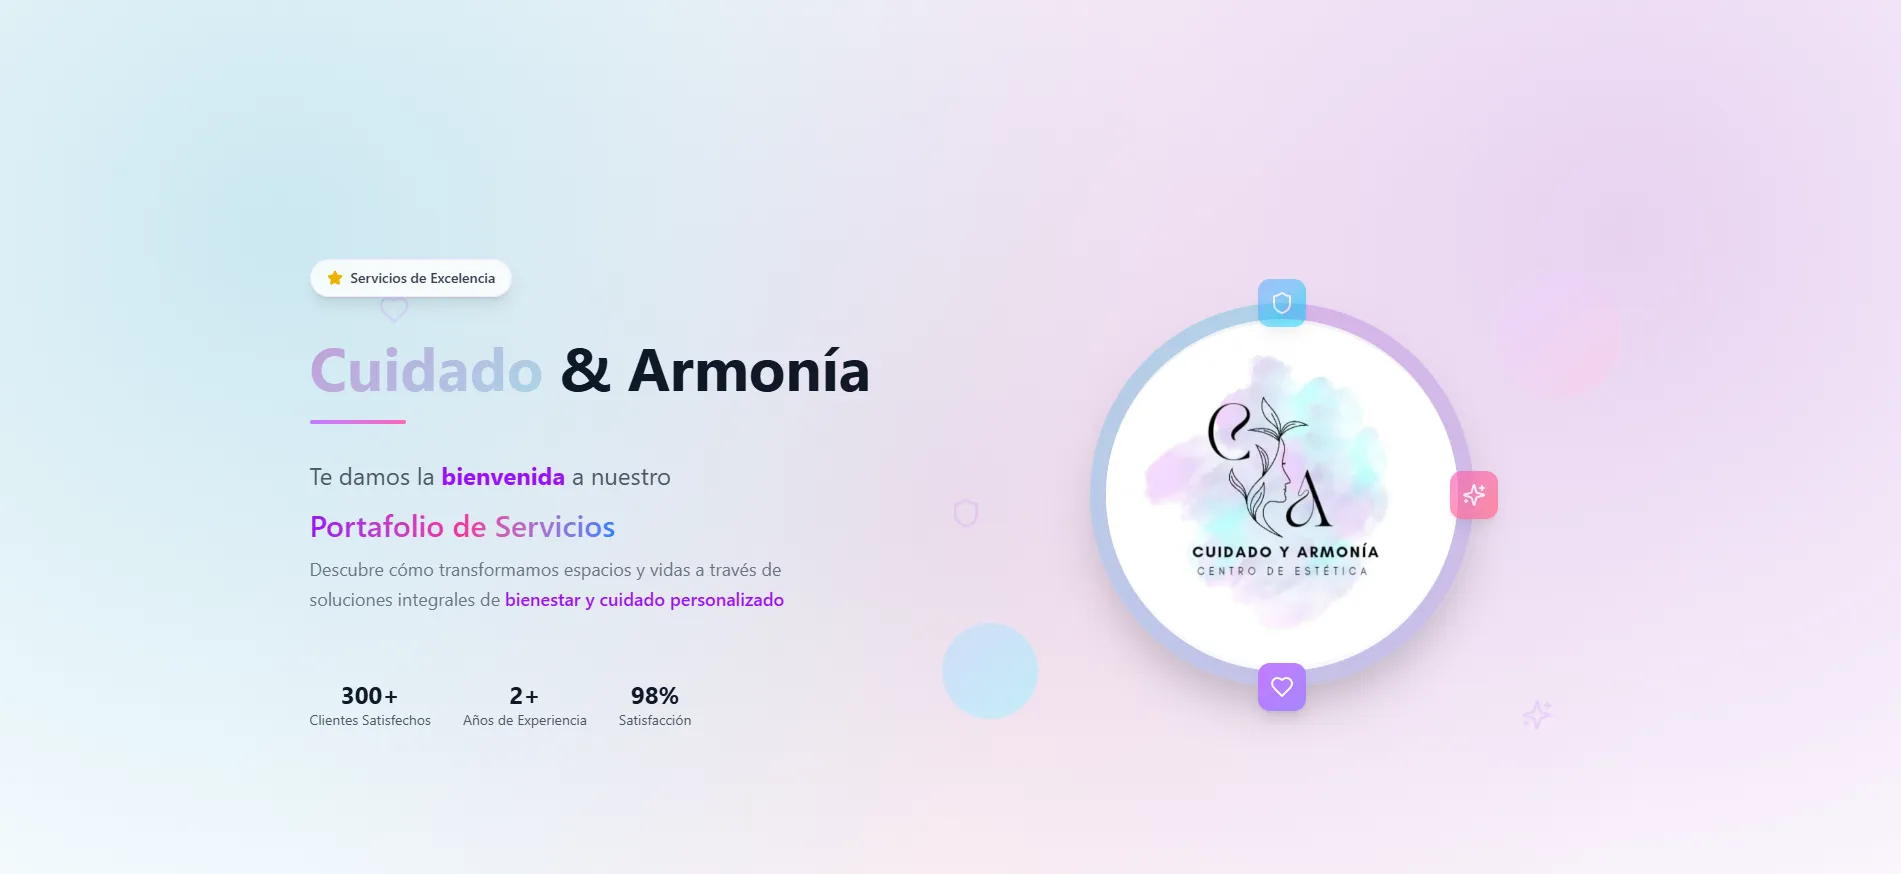 Servicios de Excelencia
Cuidado & Armonía
Te damos la bienvenida a nuestro
Portafolio de Servicios
Descubre cómo transformamos espacios y vidas a través de
soluciones integrales de bienestar y cuidado personalizado
300+
Clientes Satisfechos
2+
Años de Experiencia
98%
Satisfacción
C A
CUIDADO Y ARMONÍA
CENTRO DE ESTÉTICA